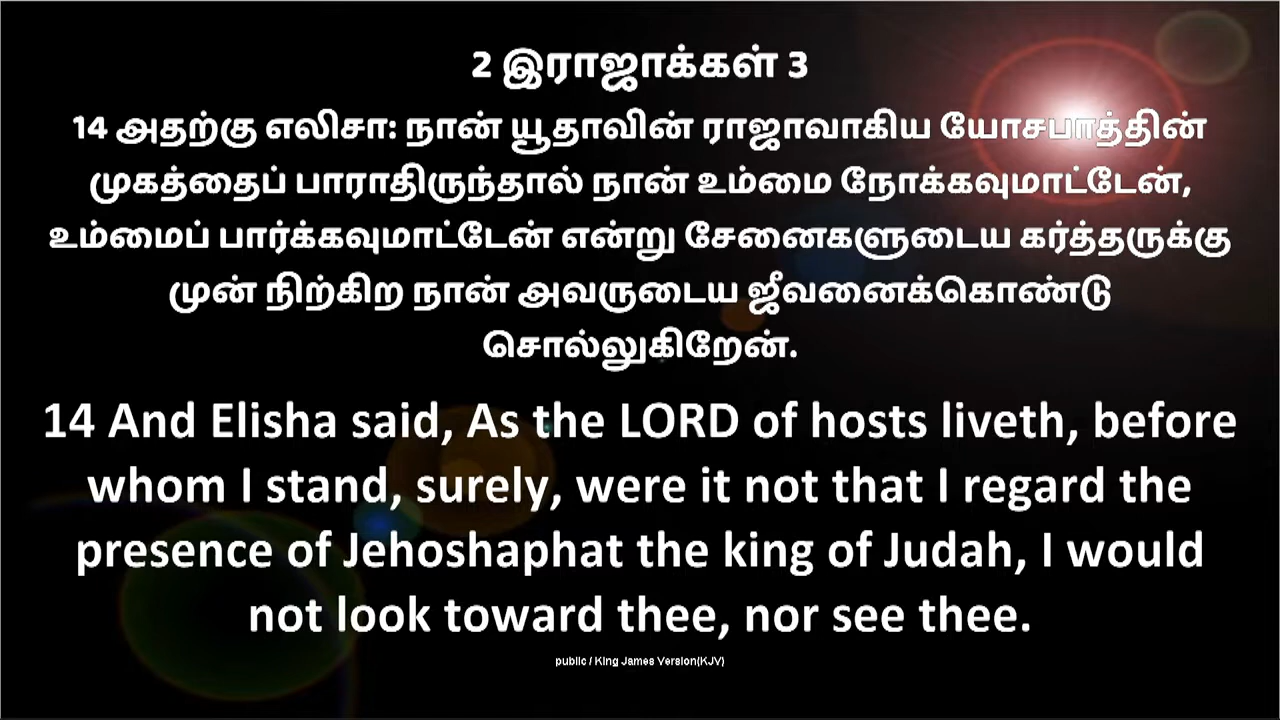 2 இராஜாக்கள் 3
14 அதற்கு எலிசா: நான் யூதாவின் ராஜாவாகிய யோசபாத்தின்
முகத்தைப் பாராதிருந்தால் நான் உம்மை நோக்கவுமாட்டேன்,
உம்மைப் பார்க்கவுமாட்டேன் என்று சேனைகளுடைய கர்த்தருக்கு
முன் நிற்கிற நான் அவருடைய ஜீவனைக்கொண்டு
சொல்லுகிறேன்.
14 And Elisha said, As the LORD of hosts liveth, before
whom I stand, surely, were it not that I regard the
presence of Jehoshaphat the king of Judah, I would
not look toward thee, nor see thee.
public / King James Version(KJV)